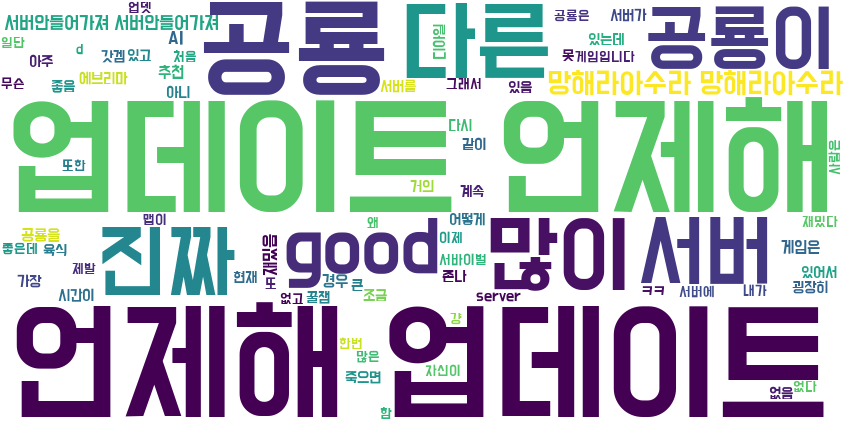 업뎃
서버안들어가져 서버안들어가져
공룡
다른
공룡은
서버가
공룡이
일단
d
갓겜
있고
처음
AI
디아일
있는데
못게임입니다
아주
추천
무슨
좋음
에브리마
아니
서버를
그래서
있음
망해라아수라 망해라아수라
업데이트 언제해
다시
같이
또한
거의
계속
사람은
맵이
왜
어떻게
재밌다
공룡을
좋은데
육식
진짜
good
이제
많이
서버
게임은
가장
제발
현재
또
경우
큰
서바이벌
존나
있어서
시간이
없고
꿀잼
조금
server
ㅋㅋ
서버에
내가
굉장히
언제해 업데이트
걍
한번
많은
죽으면
자신이
없음
없다
함